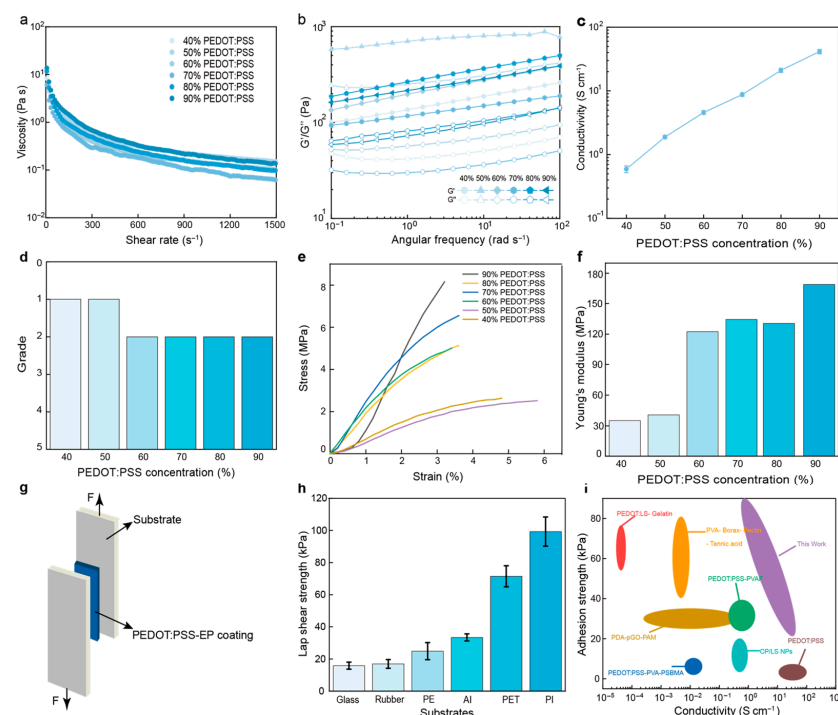 a
Viscosity (Pa s)
10²
10¹
10⁰
10⁻¹
10⁻²
40% PEDOT:PSS
50% PEDOT:PSS
60% PEDOT:PSS
70% PEDOT:PSS
80% PEDOT:PSS
90% PEDOT:PSS
0 300 600 900 1200 1500
Shear rate (s⁻¹)
b
G'/G'' (Pa)
10³
10²
10¹
40% 50% 60% 70% 80% 90%
G'
G''
10⁻¹ 10⁰ 10¹ 10²
Angular frequency (rad s⁻¹)
c
Conductivivity (S cm⁻¹)
10²
10¹
10⁰
10⁻¹
40 50 60 70 80 90
PEDOT:PSS concentration (%)
d
Grade
0
1
2
3
4
5
40 50 60 70 80 90
PEDOT:PSS concentration (%)
e
Stress (MPa)
8
6
4
2
0
90% PEDOT:PSS
80% PEDOT:PSS
70% PEDOT:PSS
60% PEDOT:PSS
50% PEDOT:PSS
40% PEDOT:PSS
0 1 2 3 4 5 6
Strain (%)
f
Young's modulus (MPa)
180
150
120
90
60
30
0
40 50 60 70 80 90
PEDOT:PSS concentration (%)
g
F
Substrate
PEDOT:PSS-EP coating
F
h
Lap shear strength (kPa)
120
100
80
60
40
20
0
Glass Rubber PE Al PET PI
Substrates
i
Adhesion strength (kPa)
100
80
60
40
20
0
PEDOT:LS- Gelatin
PVA- Borax-
- Tannic acid
This Work
PEDOT:PSS-PVAF
PDA-pGO-PAM
CP/LS NPs
PEDOT:PSS
PEDOT:PSS-PVA-PSBMA
10⁻⁵ 10⁻⁴ 10⁻³ 10⁻² 10⁻¹ 10⁰ 10¹ 10² 10³
Conductivity (S cm⁻¹)